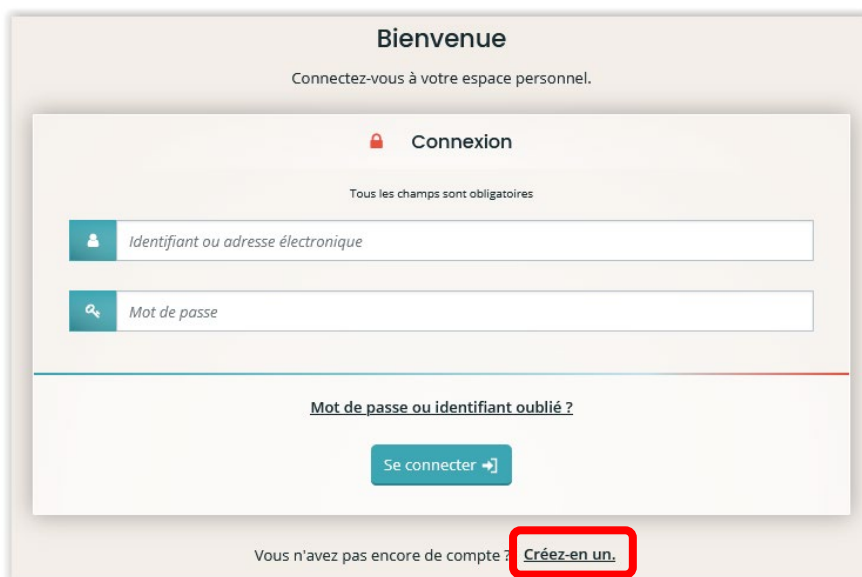 Bienvenue
Connectez-vous à votre espace personnel.
Connexion
Tous les champs sont obligatoires
Identifiant ou adresse électronique
Mot de passe
Mot de passe ou identifiant oublié ?
Se connecter
Vous n'avez pas encore de compte ? Créez-en un.